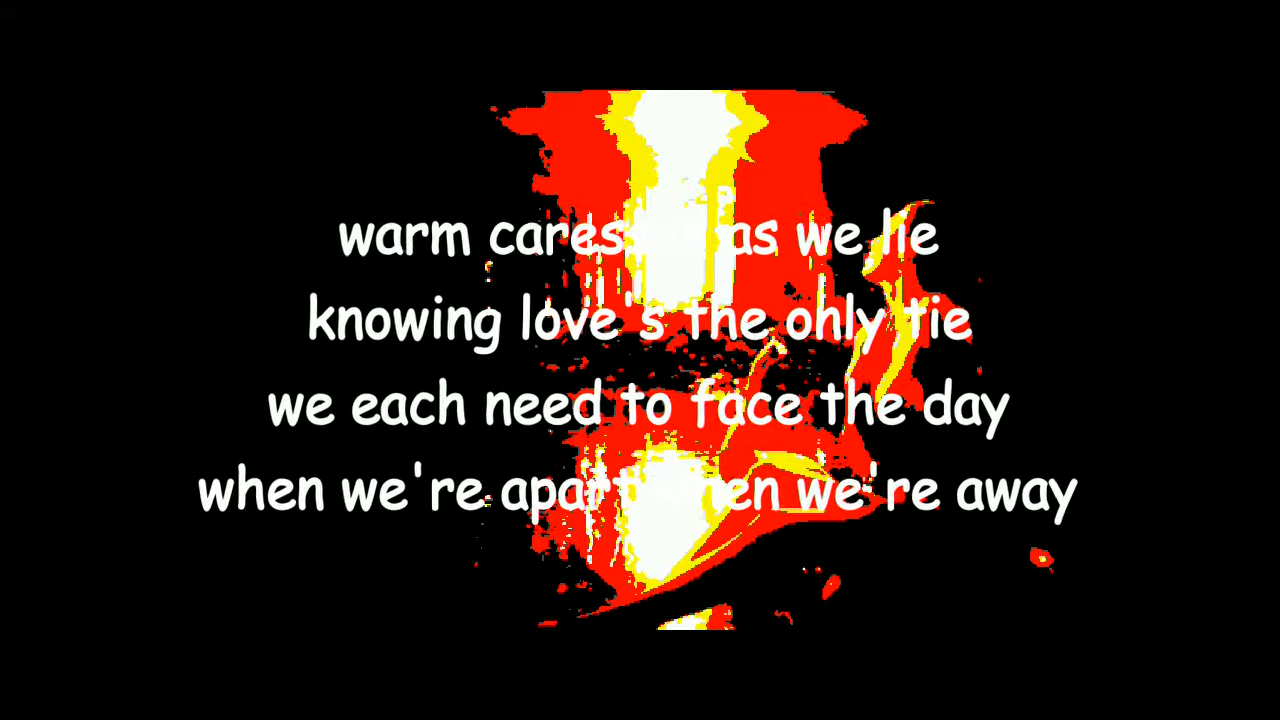 warm as we lie
knowing love's the ohly tie
we each need to face the day
when we're apart when we're away